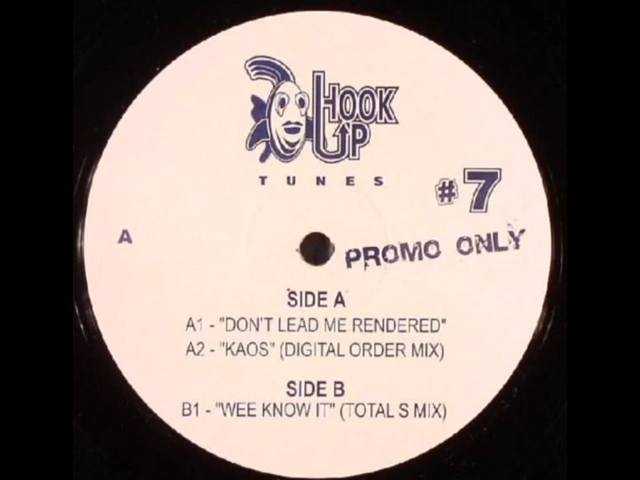 HOOK
UP
TUNES
#7
A
PROMO ONLY
SIDE A
A1 - "DON'T LEAD ME RENDERED"
A2 - "KAOS" (DIGITAL ORDER MIX)
SIDE B
B1 - "WEE KNOW IT" (TOTAL S MIX)